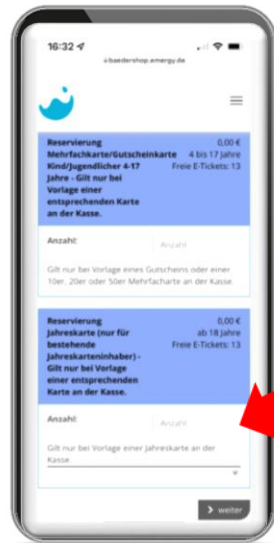 16:32
baedershop.emergy.de
Reservierung 0,00 €
Mehrfachkarte/Gutscheinkarte 4 bis 17 Jahre
Kind/Jugendlicher 4-17 Freie E-Tickets: 13
Jahre - Gilt nur bei
Vorlage einer
entsprechenden Karte
an der Kasse.
Anzahl: Anzahl
Gilt nur bei Vorlage eines Gutscheins oder einer
10er, 20er oder 50er Mehrfacharte an der Kasse.
Reservierung 0,00 €
Jahreskarte (nur für ab 18 Jahre
bestehende Freie E-Tickets: 13
Jahreskarteninhaber) -
Gilt nur bei Vorlage
einer entsprechenden
Karte an der Kasse.
Anzahl: Anzahl
Gilt nur bei Vorlage einer Jahreskarte an der
Kasse
weiter